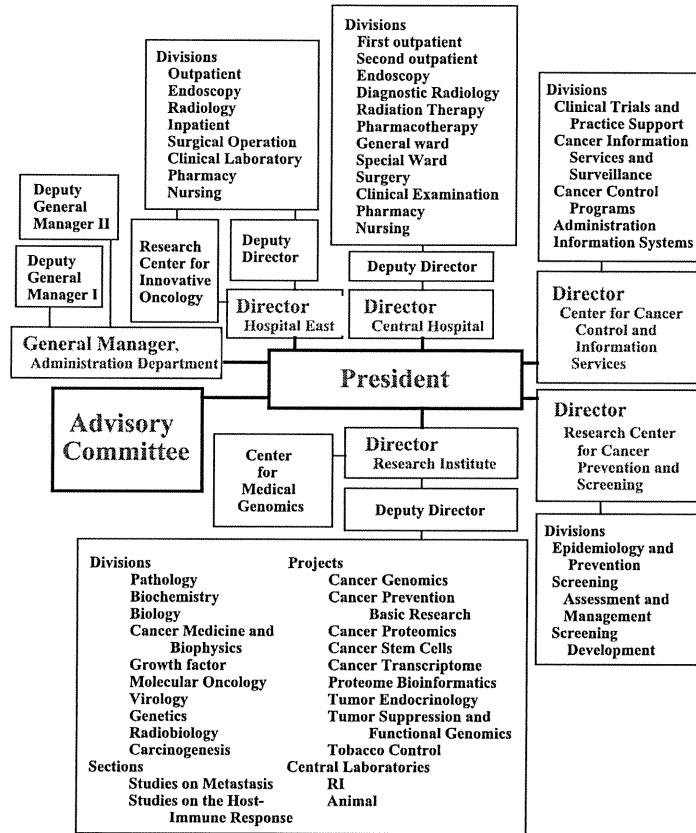 Divisions
Outpatient
Endoscopy
Radiology
Inpatient
Surgical Operation
Clinical Laboratory
Pharmacy
Nursing
Divisions
First outpatient
Second outpatient
Endoscopy
Diagnostic Radiology
Radiation Therapy
Pharmacotherapy
General ward
Special Ward
Surgery
Clinical Examination
Pharmacy
Nursing
Divisions
Clinical Trials and
Practice Support
Cancer Information
Services and
Surveillance
Cancer Control
Programs
Administration
Information Systems
Deputy
General
Manager II
Deputy
General
Manager I
Research
Center for
Innovative
Oncology
Deputy
Director
Deputy Director
Director
Hospital East
Director
Central Hospital
Director
Center for Cancer
Control and
Information
Services
General Manager,
Administration Department
President
Advisory
Committee
Director
Research Center
for Cancer
Prevention and
Screening
Center
for
Medical
Genomics
Director
Research Institute
Deputy Director
Divisions
Epidemiology and
Prevention
Screening
Assessment and
Management
Screening
Development
Divisions
Pathology
Biochemistry
Biology
Cancer Medicine and
Biophysics
Growth factor
Molecular Oncology
Virology
Genetics
Radiobiology
Carcinogenesis
Sections
Studies on Metastasis
Studies on the Host-
Immune Response
Projects
Cancer Genomics
Cancer Prevention
Basic Research
Cancer Proteomics
Cancer Stem Cells
Cancer Transcriptome
Proteome Bioinformatics
Tumor Endocrinology
Tumor Suppression and
Functional Genomics
Tobacco Control
Central Laboratories
RI
Animal